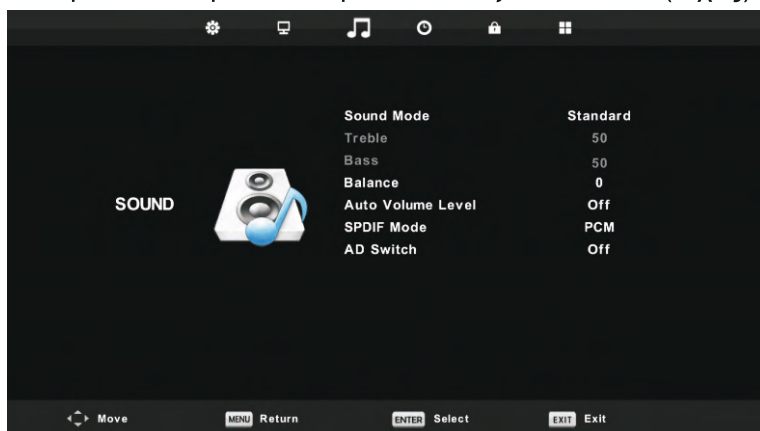 Sound Mode Standard
Treble 50
Bass 50
Balance 0
SOUND
Auto Volume Level Off
SPDIF Mode PCM
AD Switch Off
Move MENU Return ENTER Select EXIT Exit